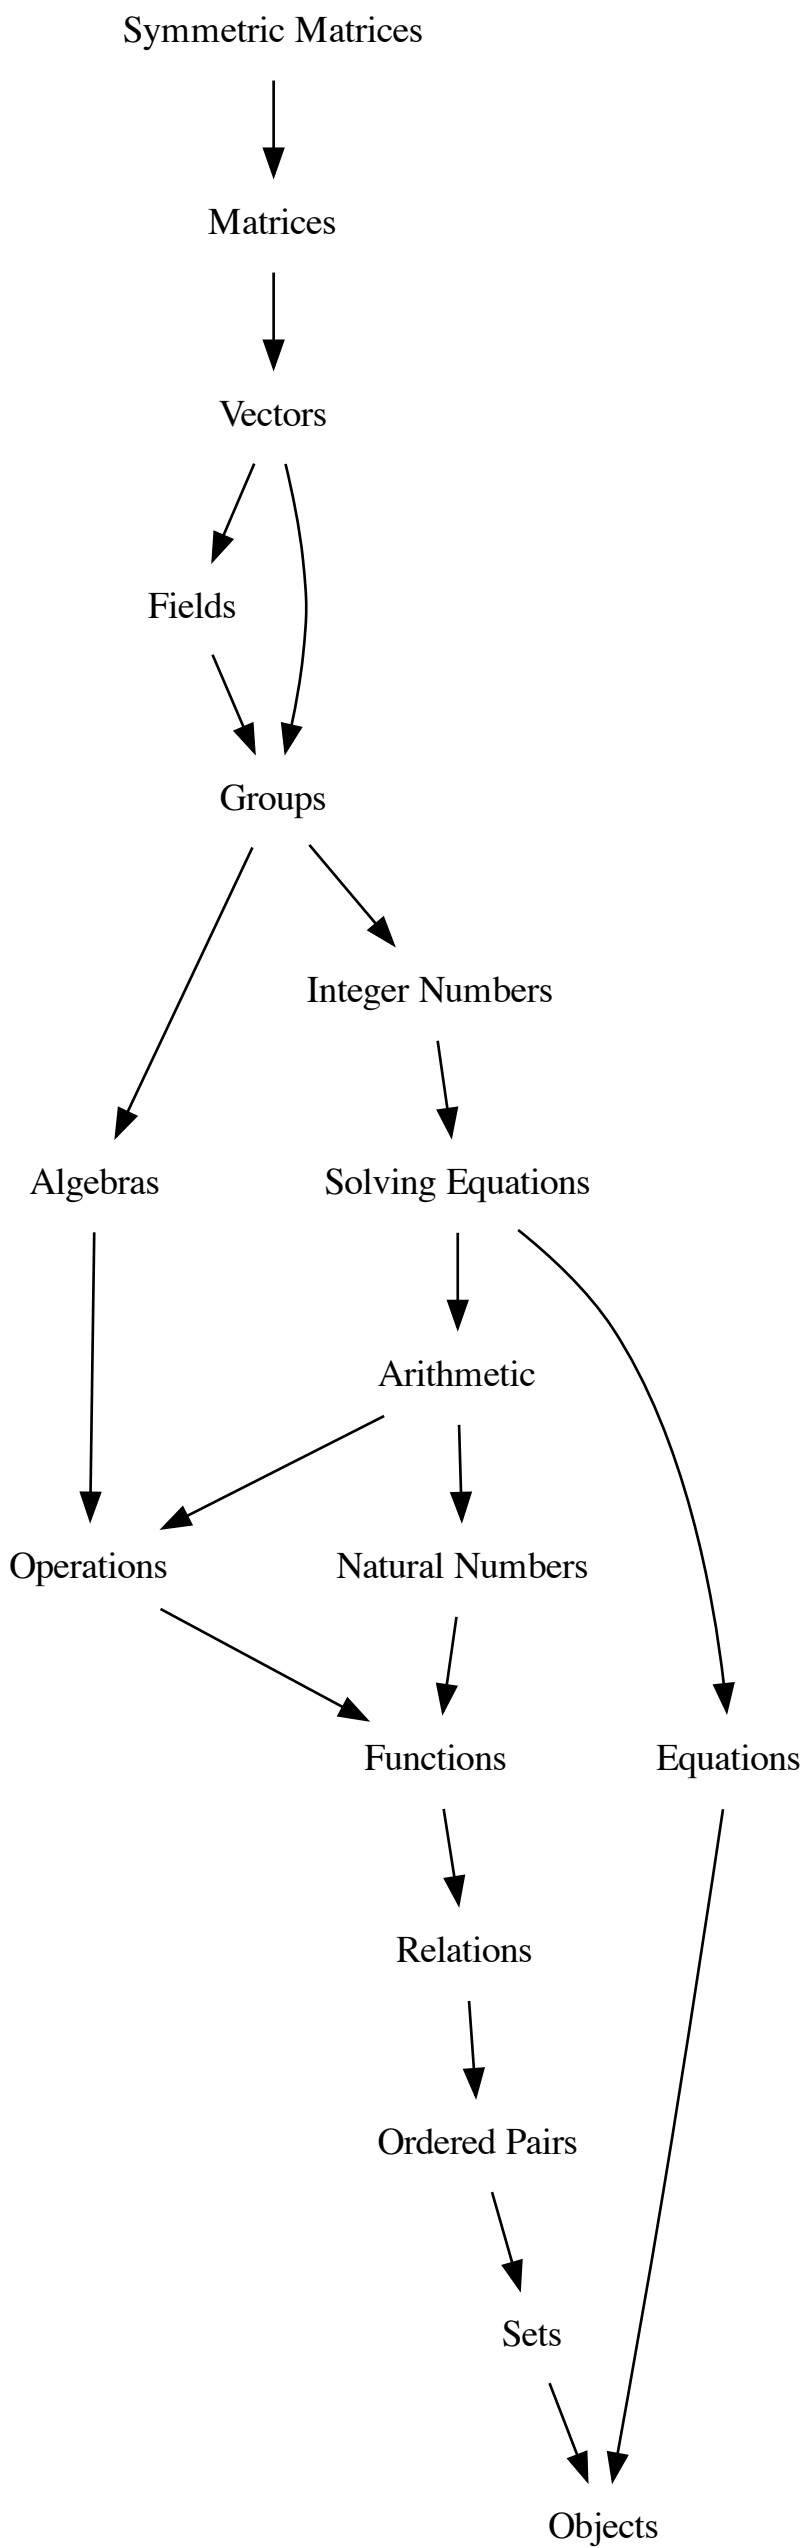 Symmetric Matrices
Matrices
Vectors
Fields
Groups
Integer Numbers
Algebras
Solving Equations
Arithmetic
Operations
Natural Numbers
Functions
Equations
Relations
Ordered Pairs
Sets
Objects